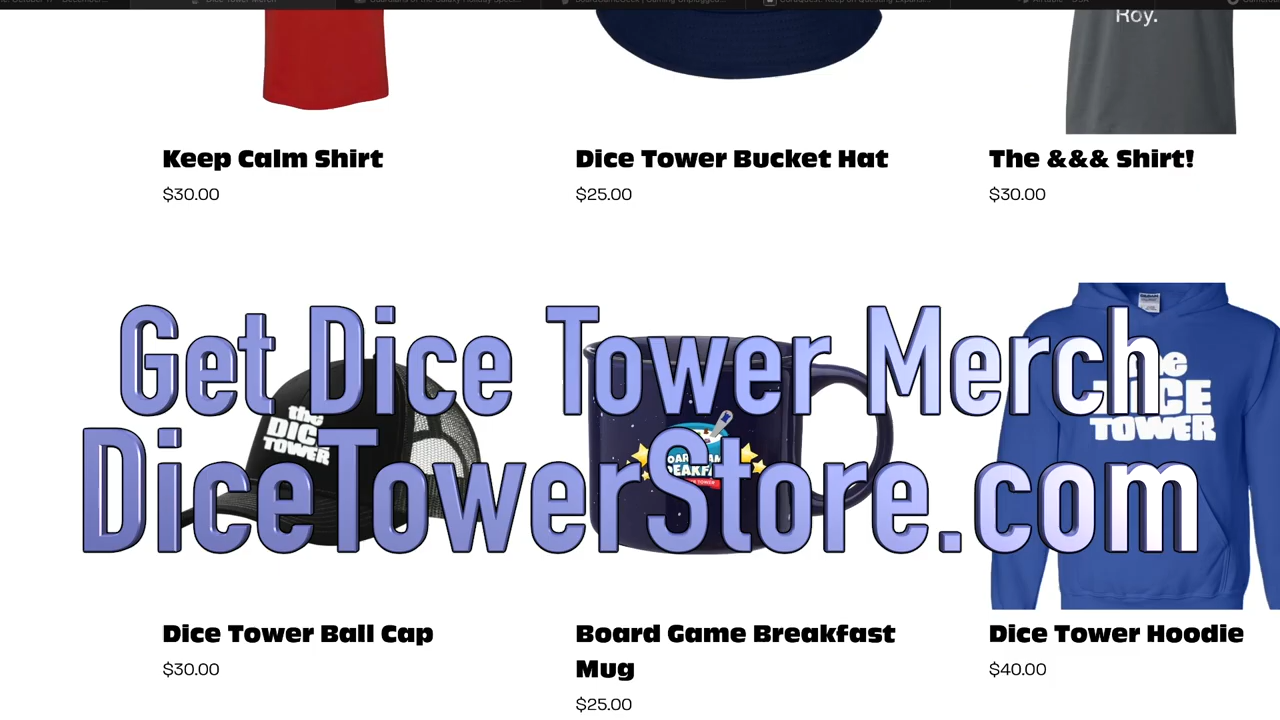 Roy.
Keep Calm Shirt
$30.00
Dice Tower Bucket Hat
$25.00
The &&& Shirt!
$30.00
Get Dice Tower Merch
DiceTowerStore.com
the
TOWER
TOWER
Dice Tower Ball Cap
$30.00
Board Game Breakfast
Mug
$25.00
Dice Tower Hoodie
$40.00